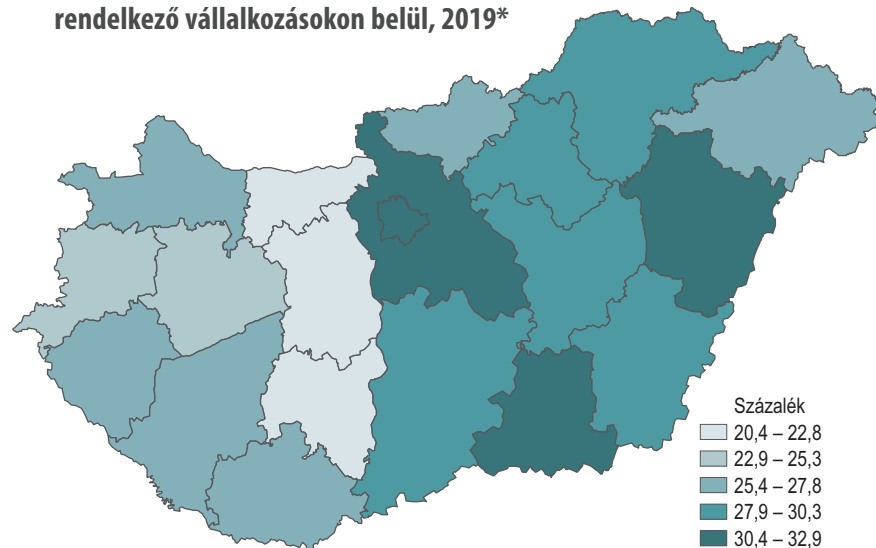 rendelkező vállalkozásokon belül, 2019*
Százalék
20,4 – 22,8
22,9 – 25,3
25,4 – 27,8
27,9 – 30,3
30,4 – 32,9